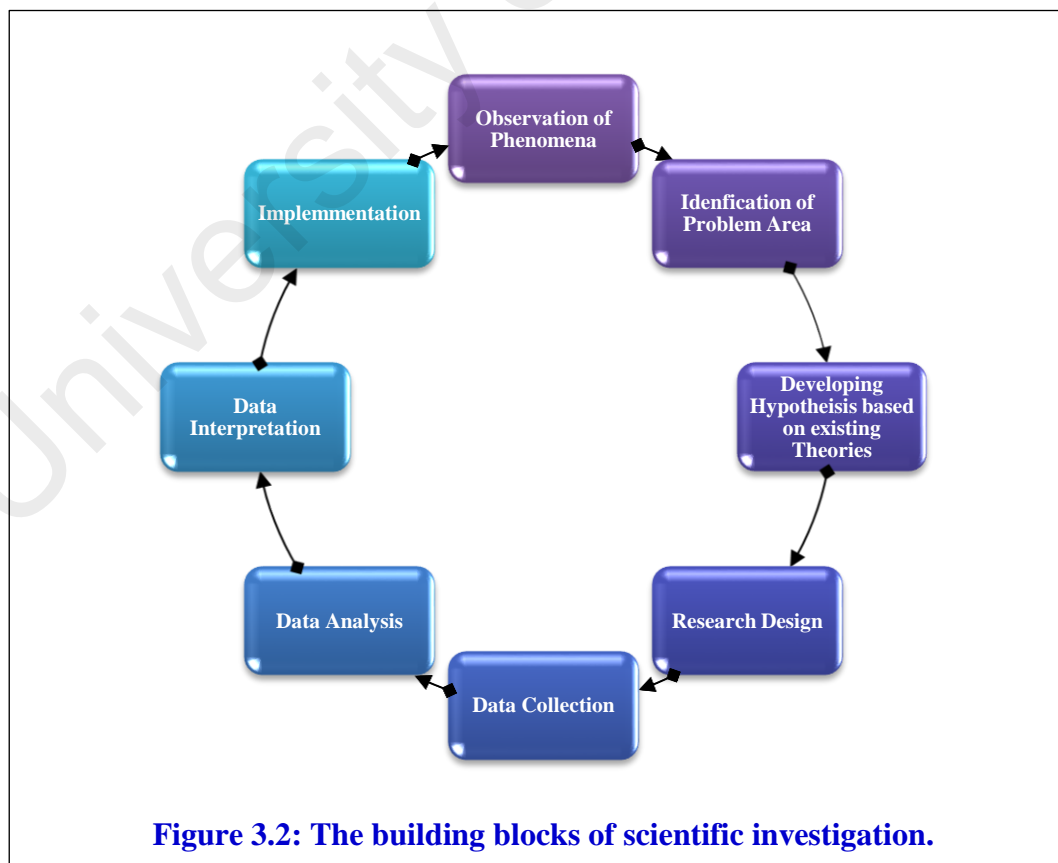 University
Observation of
Phenomena
Idenfication of
Problem Area
Developing
Hypotheisis based
on existing
Theories
Research Design
Data Collection
Data Analysis
Data
Interpretation
Implemmentation
Figure 3.2: The building blocks of scientific investigation.